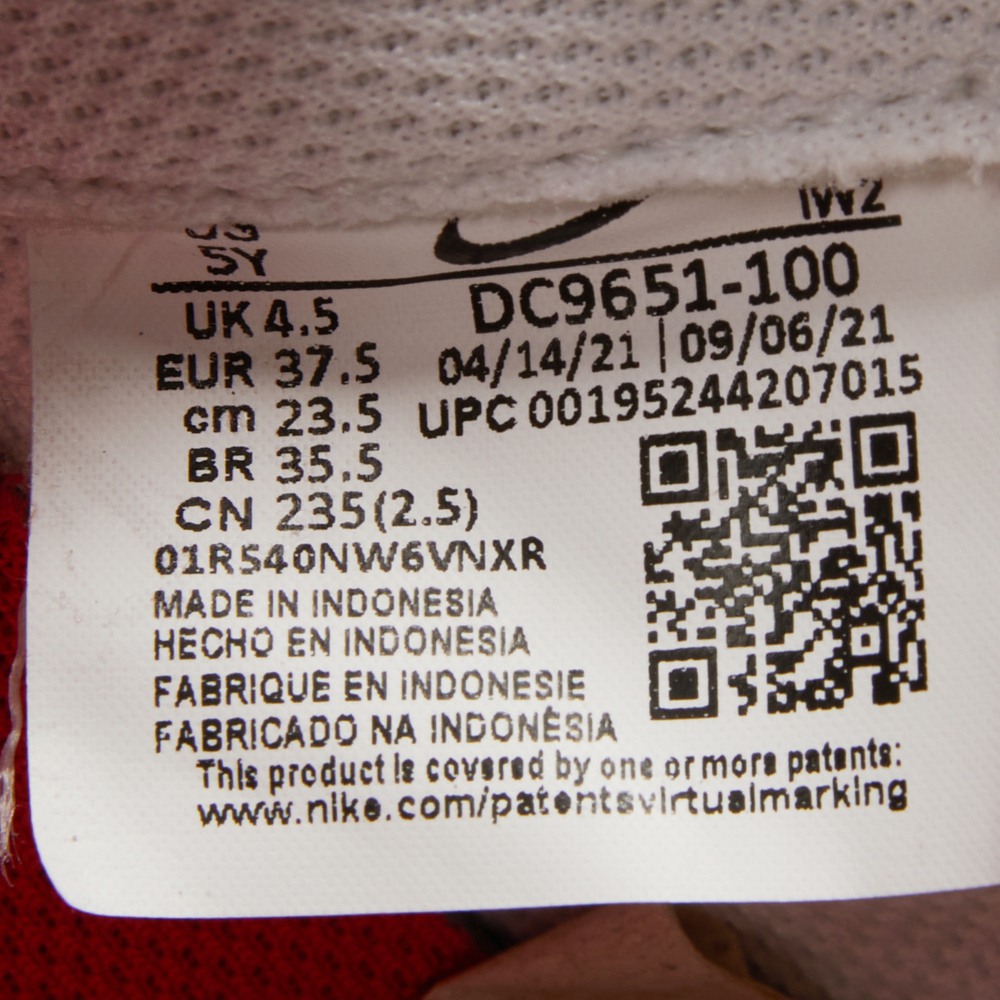 US
5Y
IW2
UK 4.5
EUR 37.5
cm 23.5
BR 35.5
CN 235(2.5)
DC9651-100
04/14/21 | 09/06/21
UPC 00195244207015
01RS40NW6VNXR
MADE IN INDONESIA
HECHO EN INDONESIA
FABRIQUE EN INDONESIE
FABRICADO NA INDONÉSIA
This product is covered by one or more patents:
www.nike.com/patentsvirtualmarking